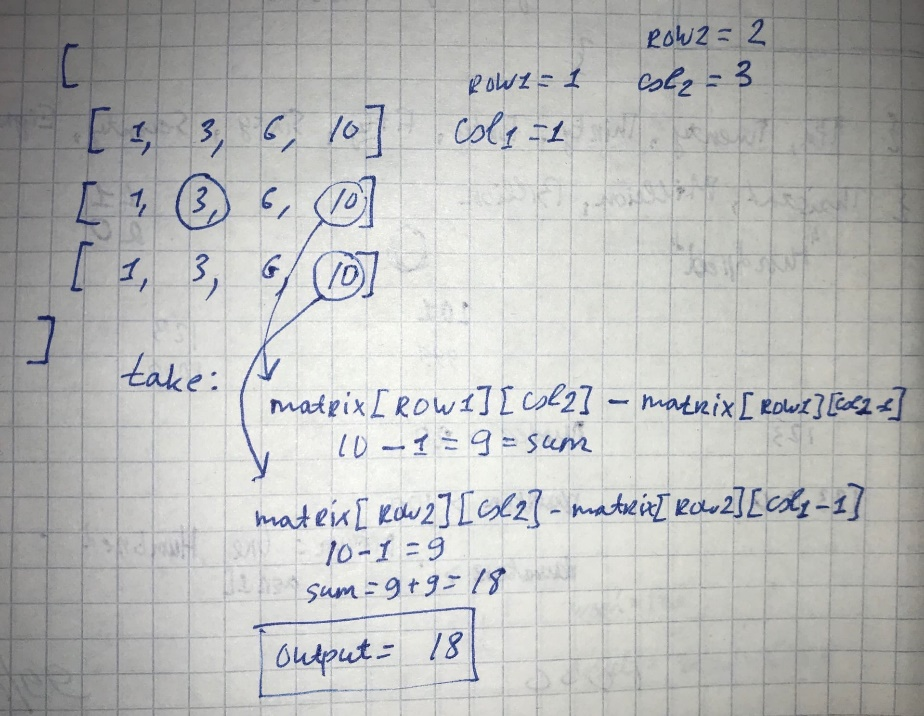 [
ROW1 = 1
Col1 = 1
ROW2 = 2
Col2 = 3
[1, 3, 6, 10]
[1, 3, 6, 10]
[1, 3, 6, 10]
]
take:
matrix[ROW1][Col2] - matrix[ROW1][Col2-1]
10 - 1 = 9 = sum
matrix[Row2][Col2] - matrix[Row2][Col1-1]
10 - 1 = 9
sum = 9 + 9 = 18
Output = 18